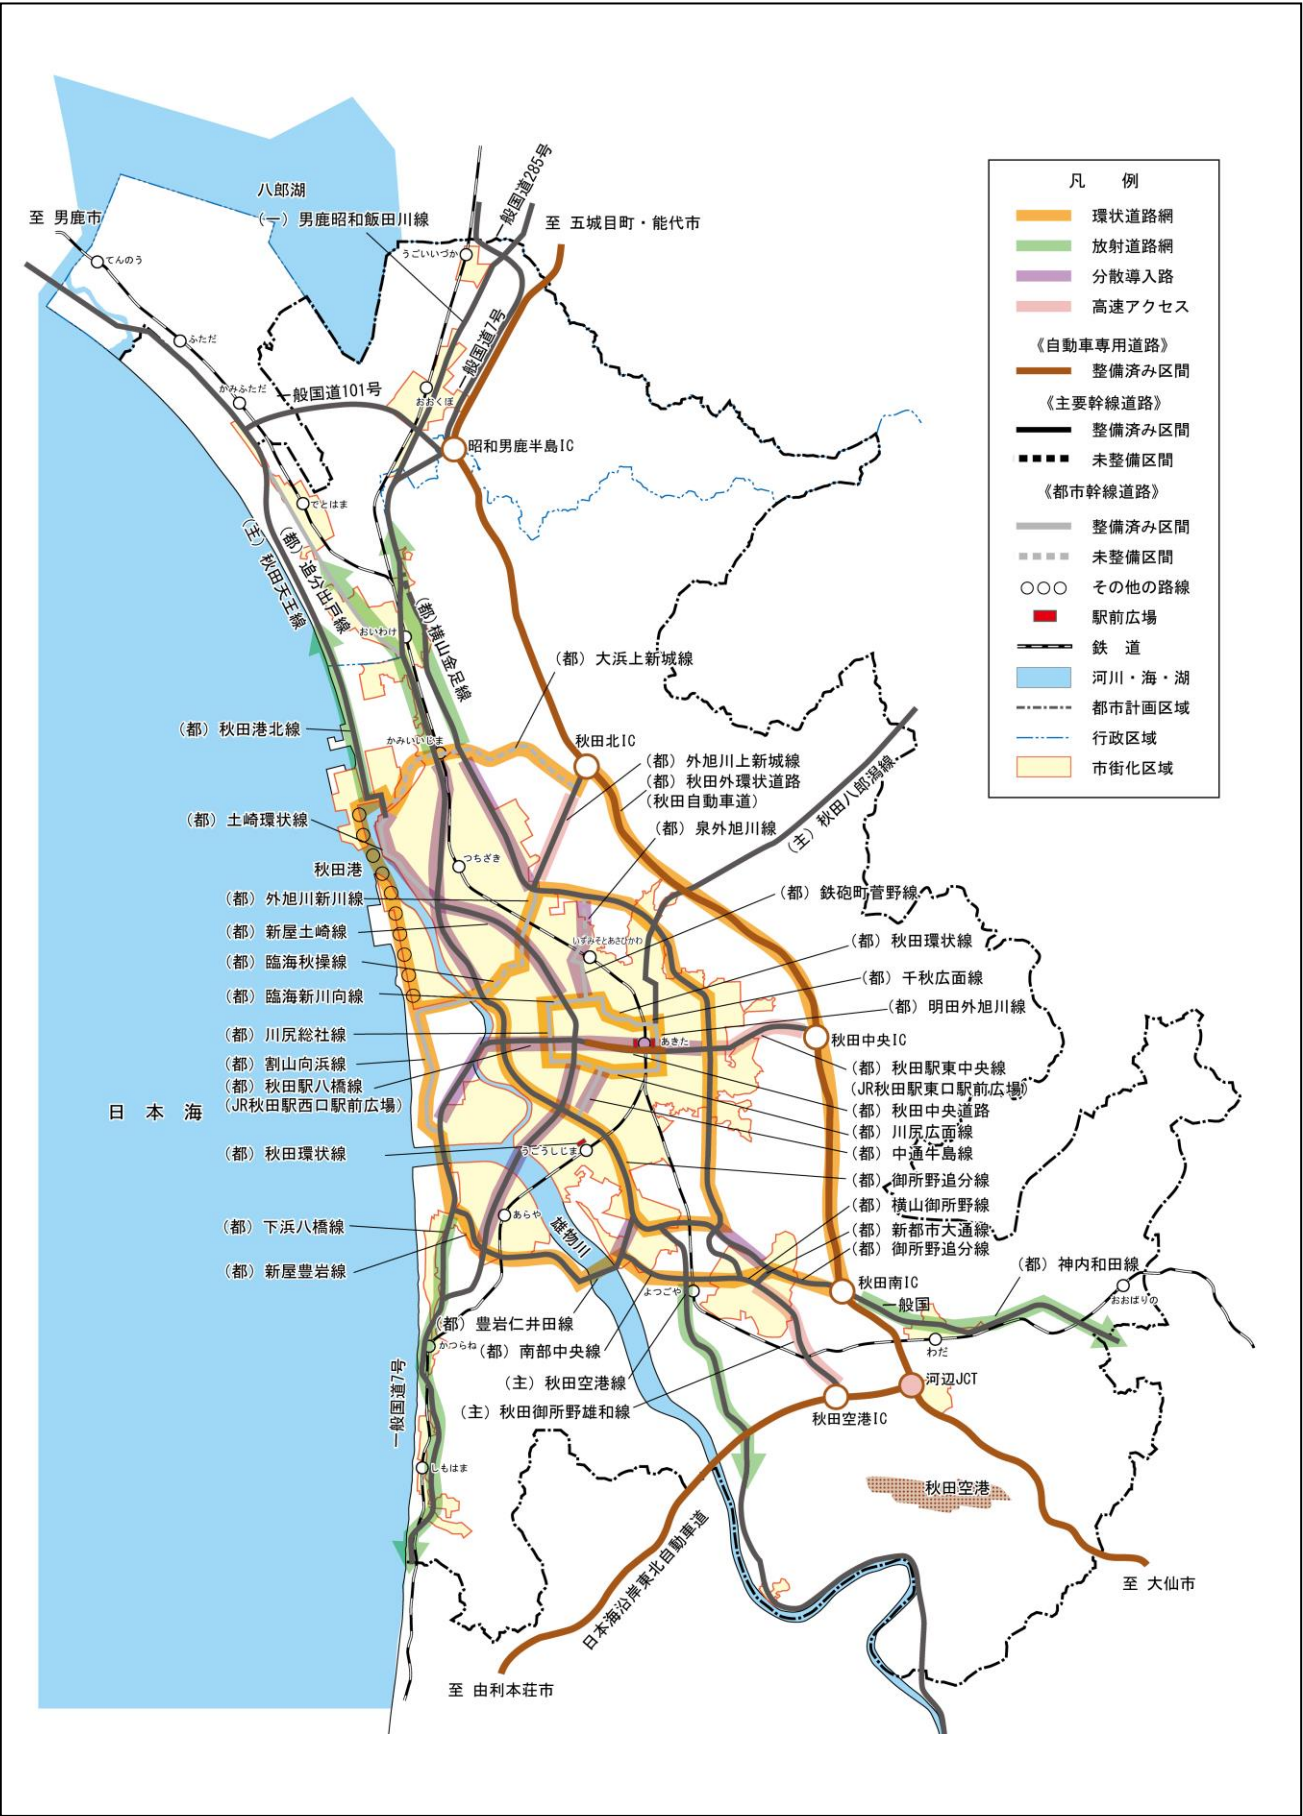 八郎湖
(一) 男鹿昭和飯田川線
一般国道285号
至 男鹿市
至 五城目町・能代市
うごいいづか
てんのう
ふただ
かみふただ
一般国道101号
一般国道7号
おおくぼ
昭和男鹿半島IC
でとはま
(主) 秋田天王線
(都) 追分出戸線
おいわけ
(都) 横山金足線
(都) 大浜上新城線
(都) 秋田港北線
かみいいじま
秋田北IC
(都) 外旭川上新城線
(都) 秋田外環状道路
(秋田自動車道)
(主) 秋田八郎潟線
(都) 土崎環状線
(都) 泉外旭川線
つちざき
秋田港
(都) 鉄砲町菅野線
(都) 外旭川新川線
(都) 新屋土崎線
いずみそとあさひかわ
(都) 秋田環状線
(都) 臨海秋操線
(都) 千秋広面線
(都) 臨海新川向線
(都) 明田外旭川線
(都) 川尻総社線
あきた
秋田中央IC
(都) 割山向浜線
(都) 秋田駅東中央線
(都) 秋田駅八橋線
(JR秋田駅東口駅前広場)
(JR秋田駅西口駅前広場)
日 本 海
(都) 秋田中央道路
(都) 川尻広面線
(都) 秋田環状線
うごうしじま
(都) 中通牛島線
(都) 御所野追分線
(都) 横山御所野線
あらや
(都) 下浜八橋線
雄物川
(都) 新都市大通線
(都) 御所野追分線
(都) 新屋豊岩線
(都) 神内和田線
秋田南IC
よつごや
おおばりの
一般国
(都) 豊岩仁井田線
かつらね
(都) 南部中央線
わだ
(主) 秋田空港線
河辺JCT
一般国道7号
(主) 秋田御所野雄和線
秋田空港IC
しもはま
秋田空港
日本海沿岸東北自動車道
至 大仙市
至 由利本荘市
凡 例
環状道路網
放射道路網
分散導入路
高速アクセス
《自動車専用道路》
整備済み区間
《主要幹線道路》
整備済み区間
未整備区間
《都市幹線道路》
整備済み区間
未整備区間
その他の路線
駅前広場
鉄 道
河川・海・湖
都市計画区域
行政区域
市街化区域